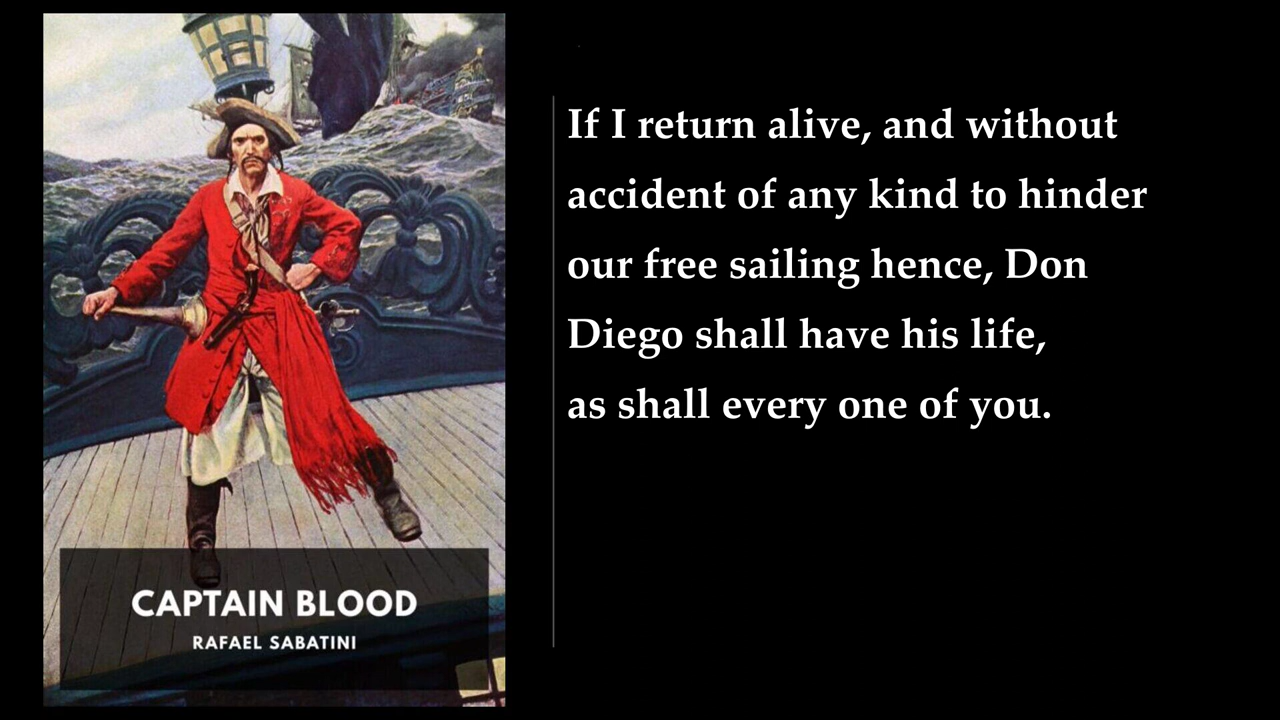 CAPTAIN BLOOD
RAFAEL SABATINI
If I return alive, and without
accident of any kind to hinder
our free sailing hence, Don
Diego shall have his life,
as shall every one of you.